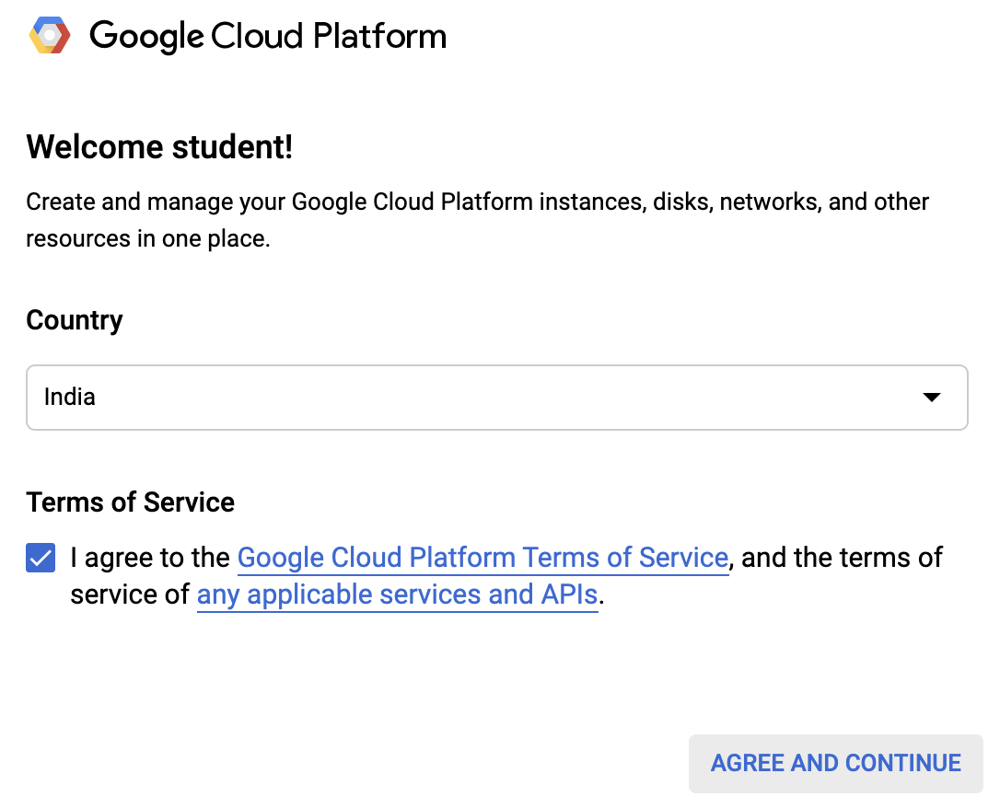 Google Cloud Platform
Welcome student!
Create and manage your Google Cloud Platform instances, disks, networks, and other
resources in one place.
Country
India
Terms of Service
I agree to the Google Cloud Platform Terms of Service, and the terms of
service of any applicable services and APIs.
AGREE AND CONTINUE